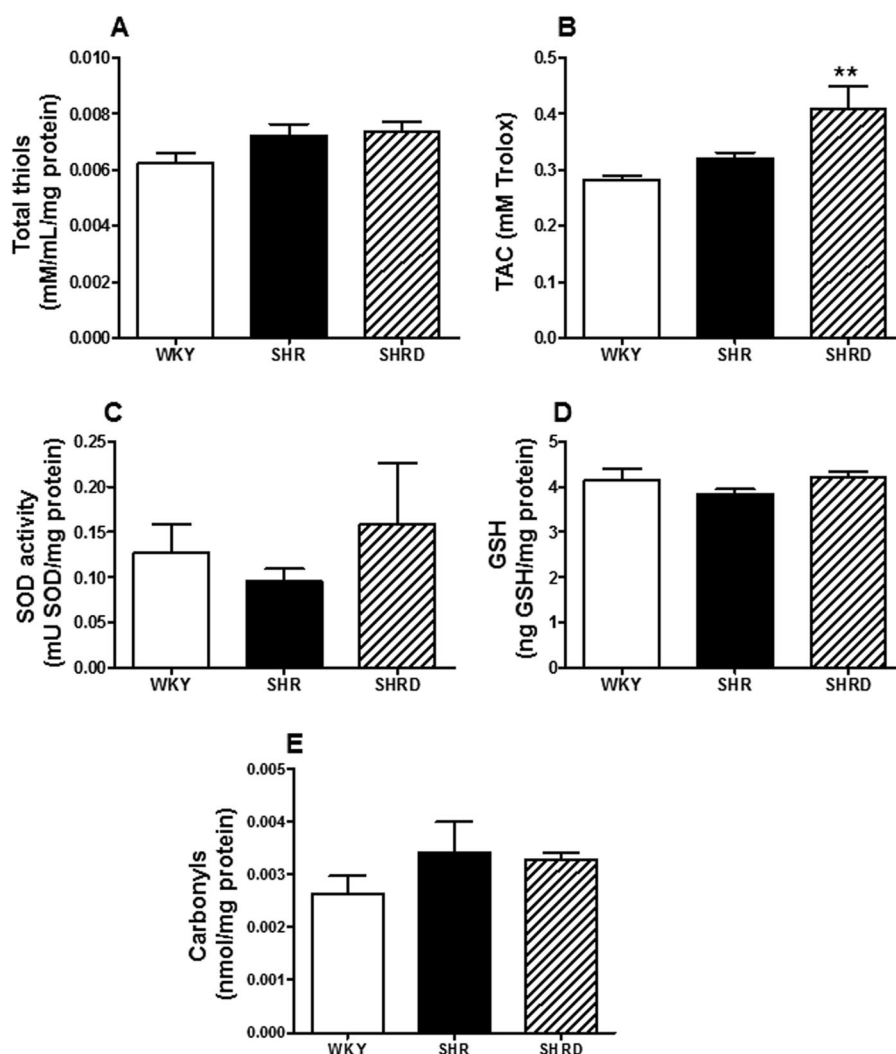 A
Total thiols
(mM/mL/mg protein)
0.010
0.008
0.006
0.004
0.002
0.000
WKY SHR SHRD
B
TAC (mM Trolox)
0.5
0.4
0.3
0.2
0.1
0.0
**
WKY SHR SHRD
C
SOD activity
(mU SOD/mg protein)
0.25
0.20
0.15
0.10
0.05
0.00
WKY SHR SHRD
D
GSH
(ng GSH/mg protein)
5
4
3
2
1
0
WKY SHR SHRD
E
Carbonyls
(nmol/mg protein)
0.005
0.004
0.003
0.002
0.001
0.000
WKY SHR SHRD